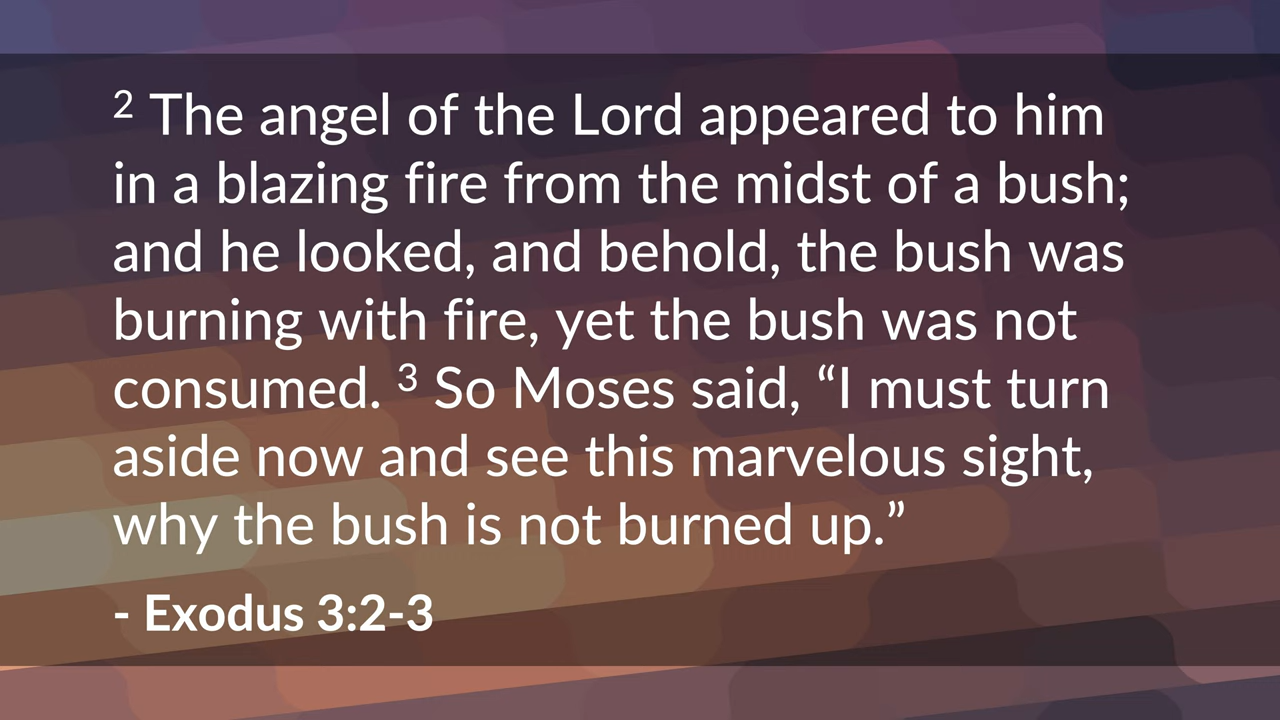 2 The angel of the Lord appeared to him
in a blazing fire from the midst of a bush;
and he looked, and behold, the bush was
burning with fire, yet the bush was not
consumed. 3 So Moses said, “I must turn
aside now and see this marvelous sight,
why the bush is not burned up.”
- Exodus 3:2-3